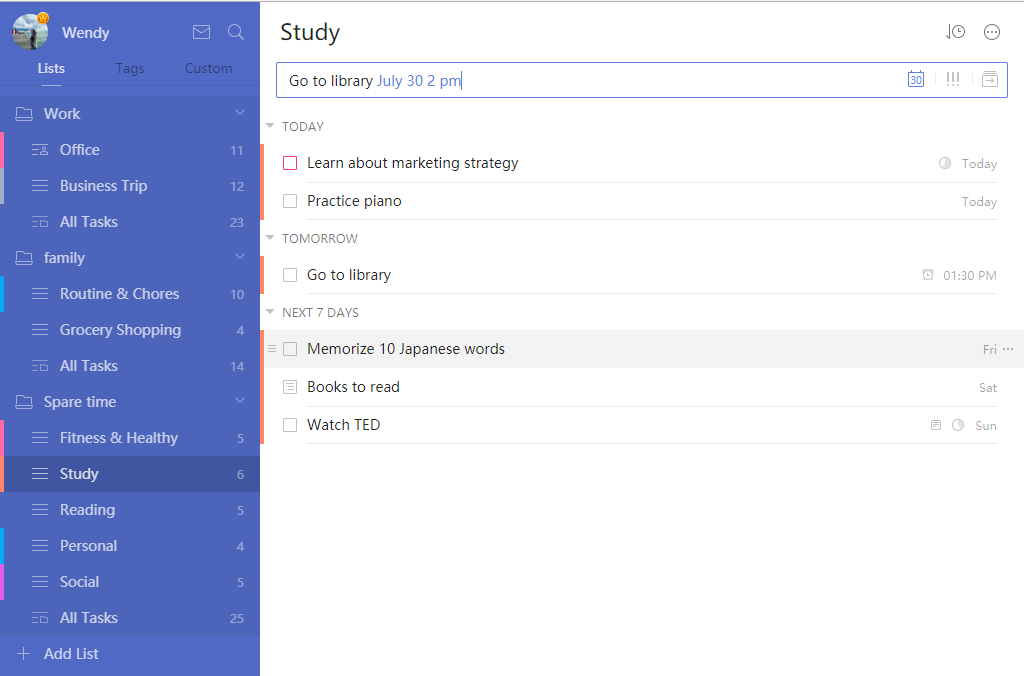 Wendy
Lists Tags Custom
Work
Office 11
Business Trip 12
All Tasks 23
family
Routine & Chores 10
Grocery Shopping 4
All Tasks 14
Spare time
Fitness & Healthy 5
Study 6
Reading 5
Personal 4
Social 5
All Tasks 25
Add List
Study
Go to library July 30 2 pm 30
TODAY
Learn about marketing strategy Today
Practice piano Today
TOMORROW
Go to library 01:30 PM
NEXT 7 DAYS
Memorize 10 Japanese words Fri
Books to read Sat
Watch TED Sun